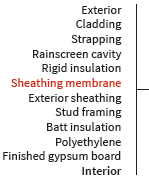 Exterior
Cladding
Strapping
Rainscreen cavity
Rigid insulation
Sheathing membrane
Exterior sheathing
Stud framing
Batt insulation
Polyethylene
Finished gypsum board
Interior